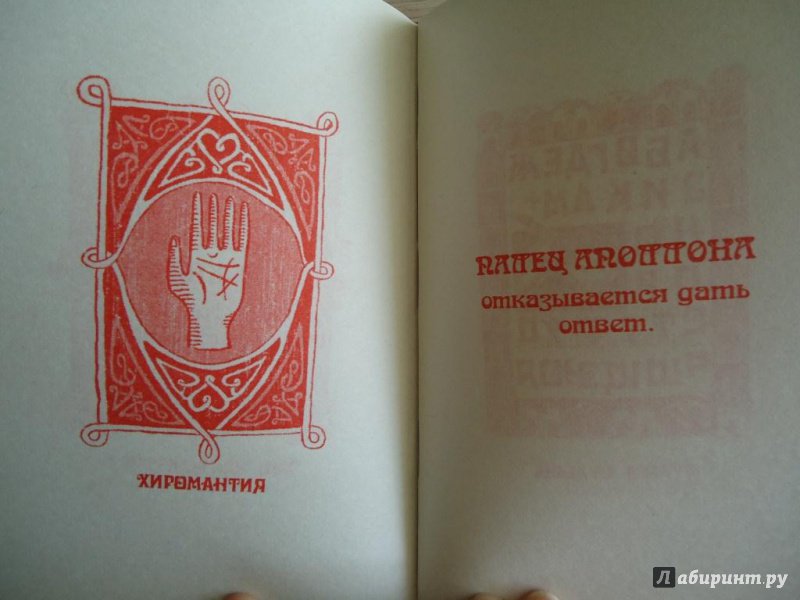 ХИРОМАНТИЯ
ПАЛЕЦ АПОЛЛОНА
отказывается дать
ответ.
Лабиринт.ру